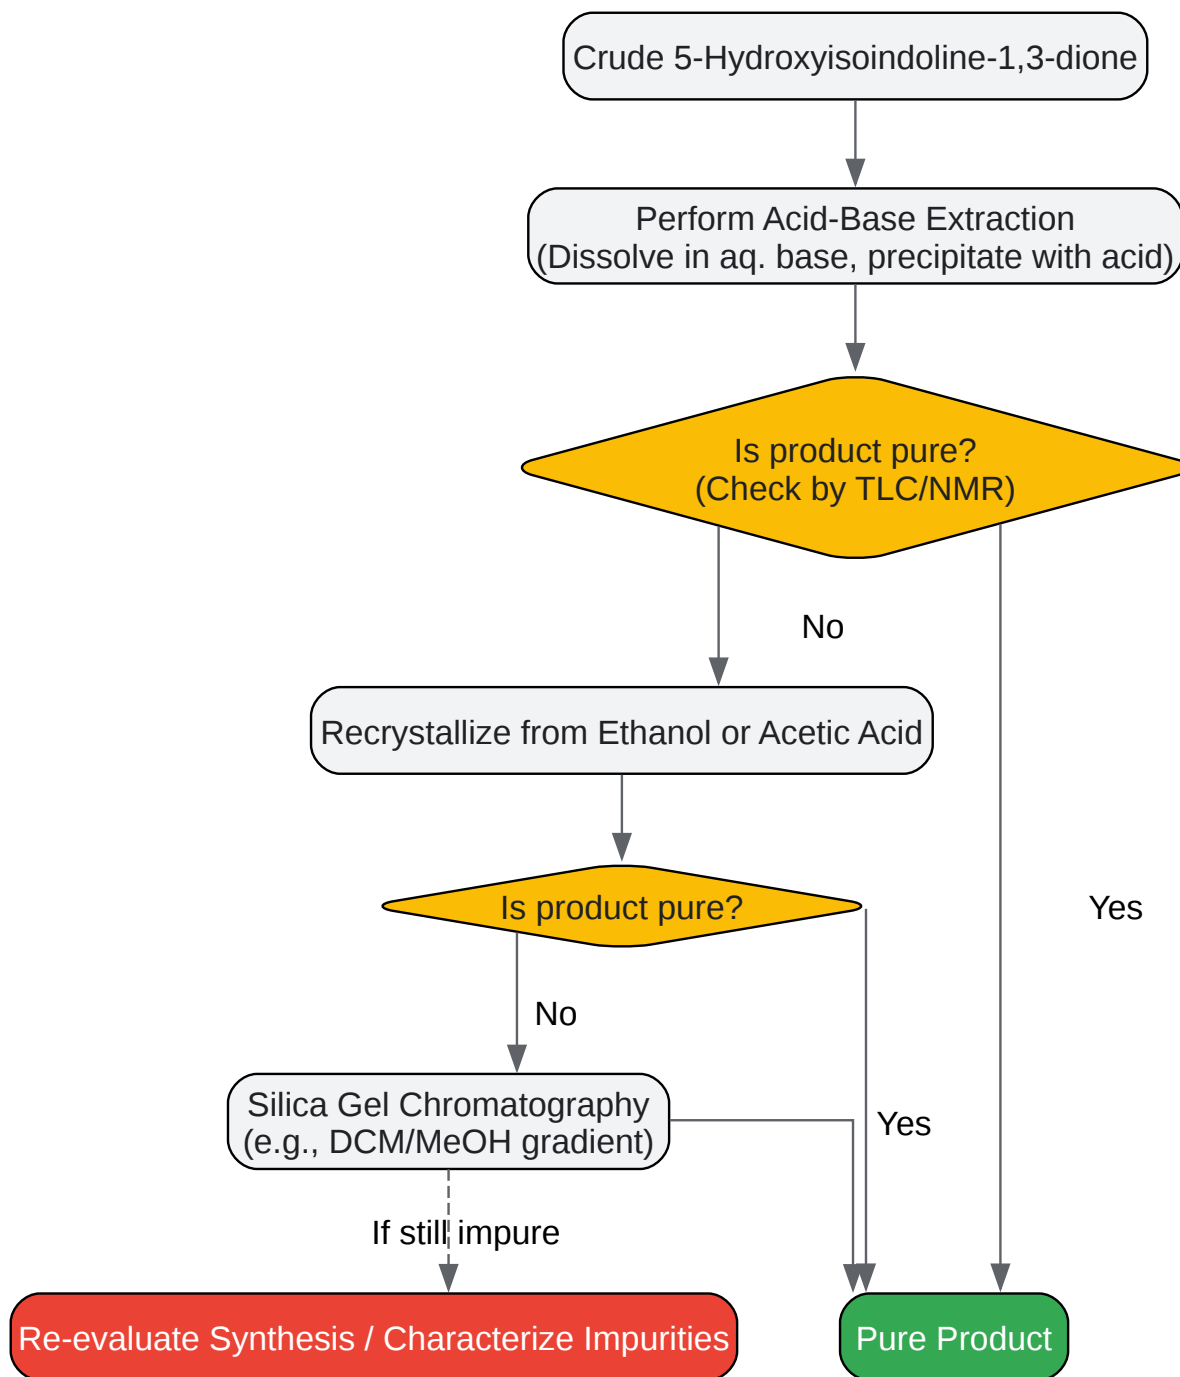 Crude 5-Hydroxyisoindoline-1,3-dione
Perform Acid-Base Extraction
(Dissolve in aq. base, precipitate with acid)
Is product pure?
(Check by TLC/NMR)
No
Recrystallize from Ethanol or Acetic Acid
Is product pure?
Yes
No
Silica Gel Chromatography
(e.g., DCM/MeOH gradient)
Yes
If still impure
Re-evaluate Synthesis / Characterize Impurities
Pure Product